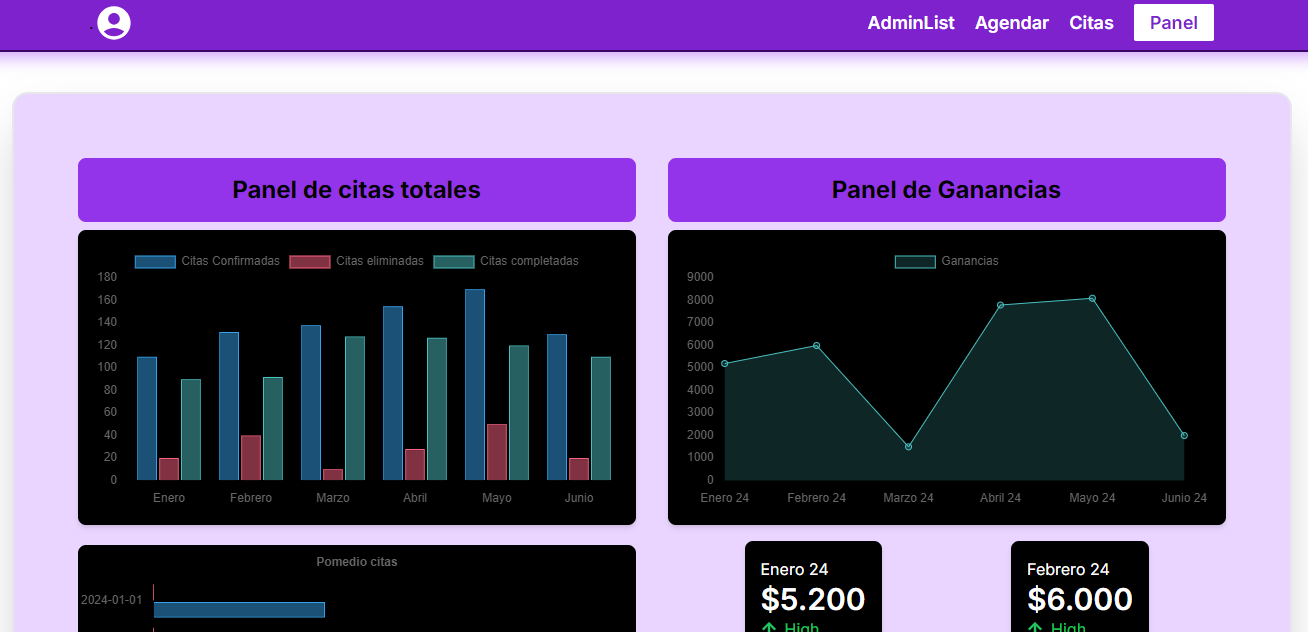 AdminList Agendar Citas Panel
Panel de citas totales
Citas Confirmadas Citas eliminadas Citas completadas
180
160
140
120
100
80
60
40
20
0
Enero Febrero Marzo Abril Mayo Junio
Panel de Ganancias
Ganancias
9000
8000
7000
6000
5000
4000
3000
2000
1000
0
Enero 24 Febrero 24 Marzo 24 Abril 24 Mayo 24 Junio 24
Pomedio citas
2024-01-01
Enero 24
$5.200
High
Febrero 24
$6.000
High